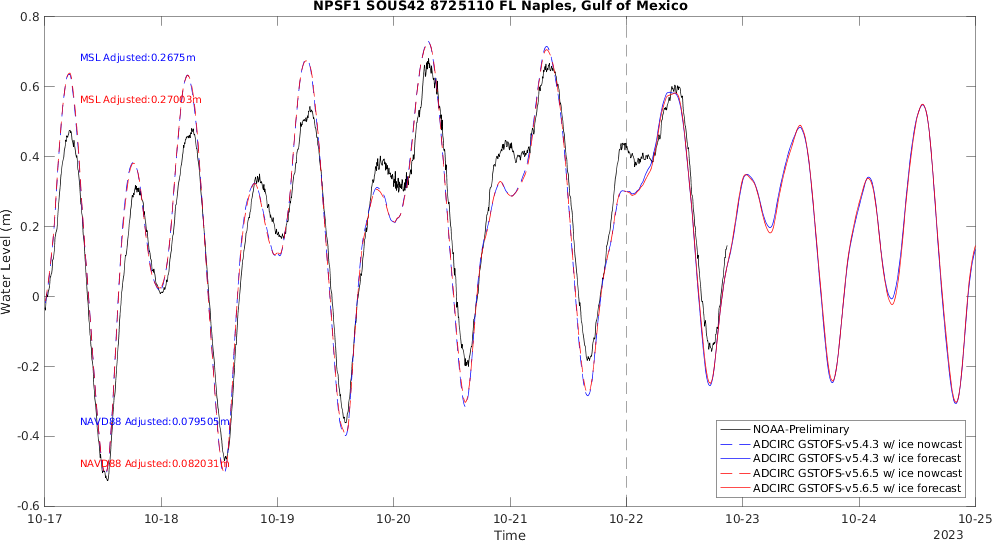 NPSF1 SOUS42 8725110 FL Naples, Gulf of Mexico
0.8
0.6
0.4
0.2
0
-0.2
-0.4
-0.6
Water Level (m)
MSL Adjusted:0.2675m
MSL Adjusted:0.27003m
NAVD88 Adjusted:0.079505m
NAVD88 Adjusted:0.082031m
NOAA-Preliminary
ADCIRC GSTOFS-v5.4.3 w/ ice nowcast
ADCIRC GSTOFS-v5.4.3 w/ ice forecast
ADCIRC GSTOFS-v5.6.5 w/ ice nowcast
ADCIRC GSTOFS-v5.6.5 w/ ice forecast
10-17 10-18 10-19 10-20 10-21 10-22 10-23 10-24 10-25
Time
2023